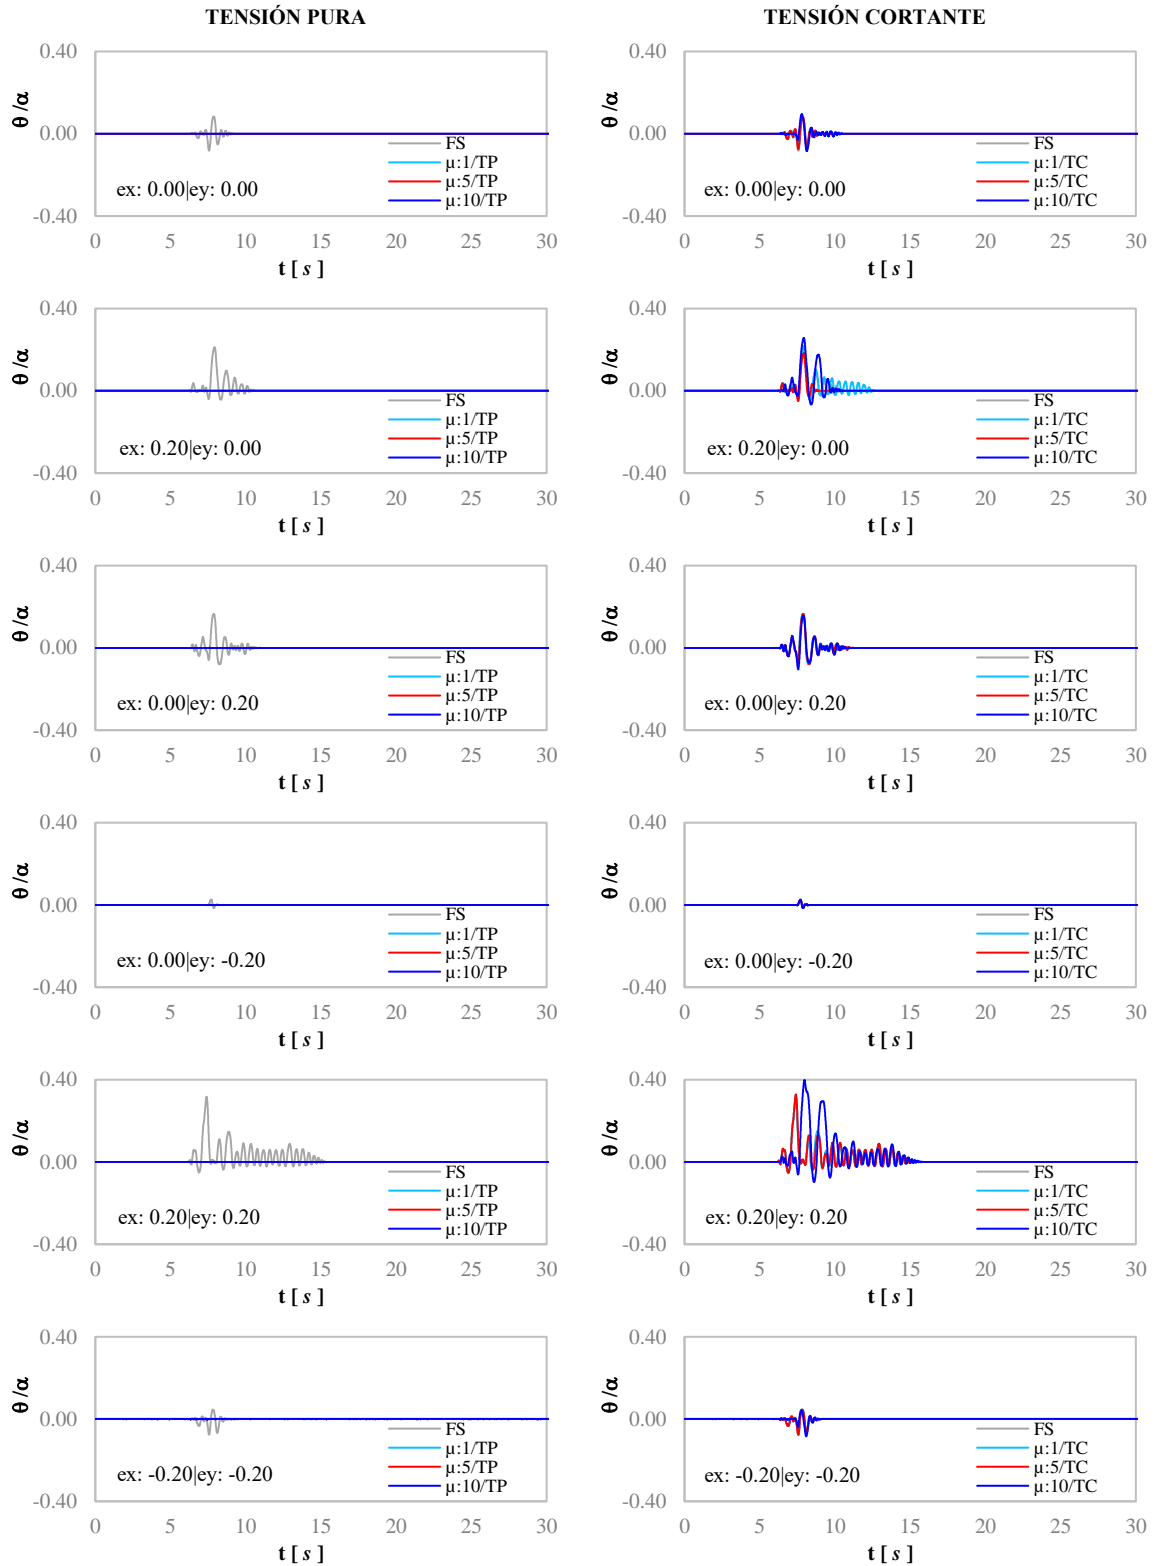 TENSIÓN PURA
TENSIÓN CORTANTE
0.40
0.00
-0.40
θ /α
FS
μ:1/TP
μ:5/TP
μ:10/TP
ex: 0.00|ey: 0.00
0 5 10 15 20 25 30
t [ s ]
0.40
0.00
-0.40
θ /α
FS
μ:1/TC
μ:5/TC
μ:10/TC
ex: 0.00|ey: 0.00
0 5 10 15 20 25 30
t [ s ]
0.40
0.00
-0.40
θ /α
FS
μ:1/TP
μ:5/TP
μ:10/TP
ex: 0.20|ey: 0.00
0 5 10 15 20 25 30
t [ s ]
0.40
0.00
-0.40
θ /α
FS
μ:1/TC
μ:5/TC
μ:10/TC
ex: 0.20|ey: 0.00
0 5 10 15 20 25 30
t [ s ]
0.40
0.00
-0.40
θ /α
FS
μ:1/TP
μ:5/TP
μ:10/TP
ex: 0.00|ey: 0.20
0 5 10 15 20 25 30
t [ s ]
0.40
0.00
-0.40
θ /α
FS
μ:1/TC
μ:5/TC
μ:10/TC
ex: 0.00|ey: 0.20
0 5 10 15 20 25 30
t [ s ]
0.40
0.00
-0.40
θ /α
FS
μ:1/TP
μ:5/TP
μ:10/TP
ex: 0.00|ey: -0.20
0 5 10 15 20 25 30
t [ s ]
0.40
0.00
-0.40
θ /α
FS
μ:1/TC
μ:5/TC
μ:10/TC
ex: 0.00|ey: -0.20
0 5 10 15 20 25 30
t [ s ]
0.40
0.00
-0.40
θ /α
FS
μ:1/TP
μ:5/TP
μ:10/TP
ex: 0.20|ey: 0.20
0 5 10 15 20 25 30
t [ s ]
0.40
0.00
-0.40
θ /α
FS
μ:1/TC
μ:5/TC
μ:10/TC
ex: 0.20|ey: 0.20
0 5 10 15 20 25 30
t [ s ]
0.40
0.00
-0.40
θ /α
FS
μ:1/TP
μ:5/TP
μ:10/TP
ex: -0.20|ey: -0.20
0 5 10 15 20 25 30
t [ s ]
0.40
0.00
-0.40
θ /α
FS
μ:1/TC
μ:5/TC
μ:10/TC
ex: -0.20|ey: -0.20
0 5 10 15 20 25 30
t [ s ]